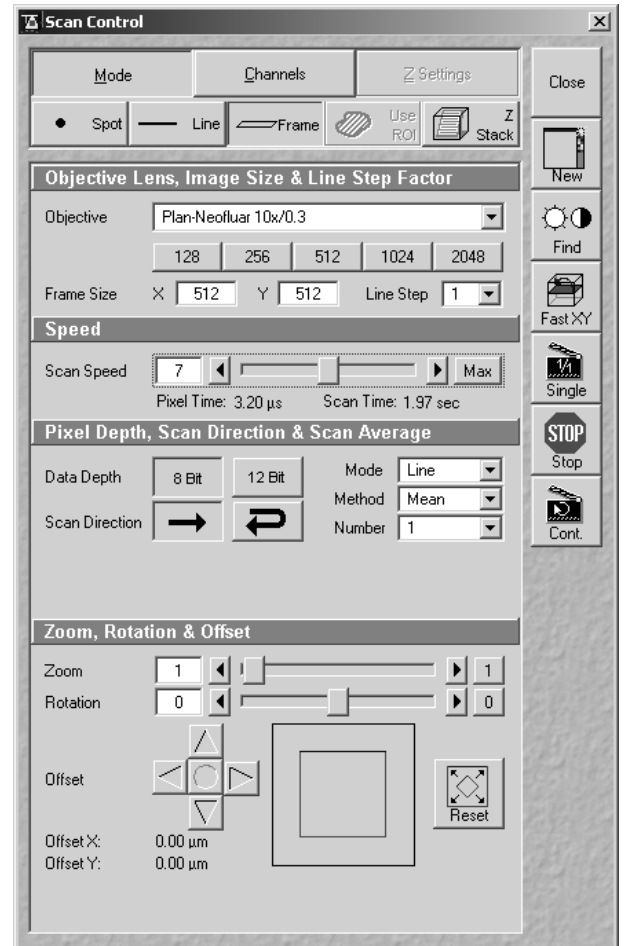 Scan Control
Mode Channels Z Settings
Close
Spot Line Frame Use ROI Z Stack
New
Objective Lens, Image Size & Line Step Factor
Objective Plan-Neofluar 10x/0.3
Find
128 256 512 1024 2048
Frame Size X 512 Y 512 Line Step 1
Fast XY
Speed
Scan Speed 7 Max
1/1
Single
Pixel Time: 3.20 µs Scan Time: 1.97 sec
Pixel Depth, Scan Direction & Scan Average
STOP
Stop
Data Depth 8 Bit 12 Bit Mode Line
Method Mean
Scan Direction Number 1
Cont.
Zoom, Rotation & Offset
Zoom 1 1
Rotation 0 0
Offset
Reset
Offset X: 0.00 µm
Offset Y: 0.00 µm